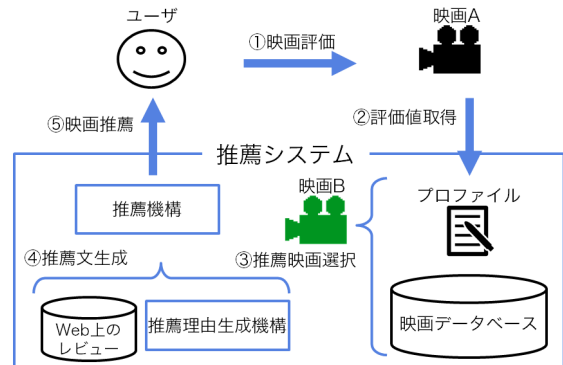 ユーザ
映画A
①映画評価
②評価値取得
⑤映画推薦
推薦システム
映画B
プロファイル
推薦機構
④推薦文生成
③推薦映画選択
Web上の
レビュー
推薦理由生成機構
映画データベース